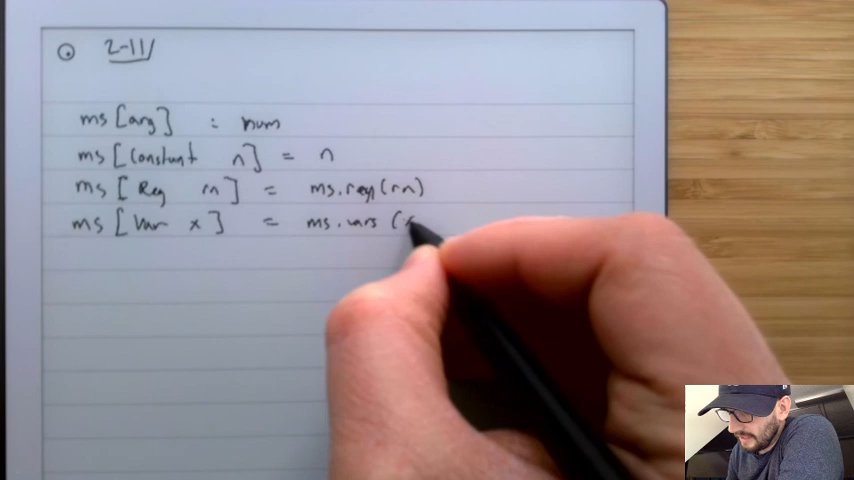 ⊙ 2-11/
ms[arg] : num
ms[Constant n] = n
ms[Reg rn] = ms.reg(rn)
ms[Var x] = ms.vars (x